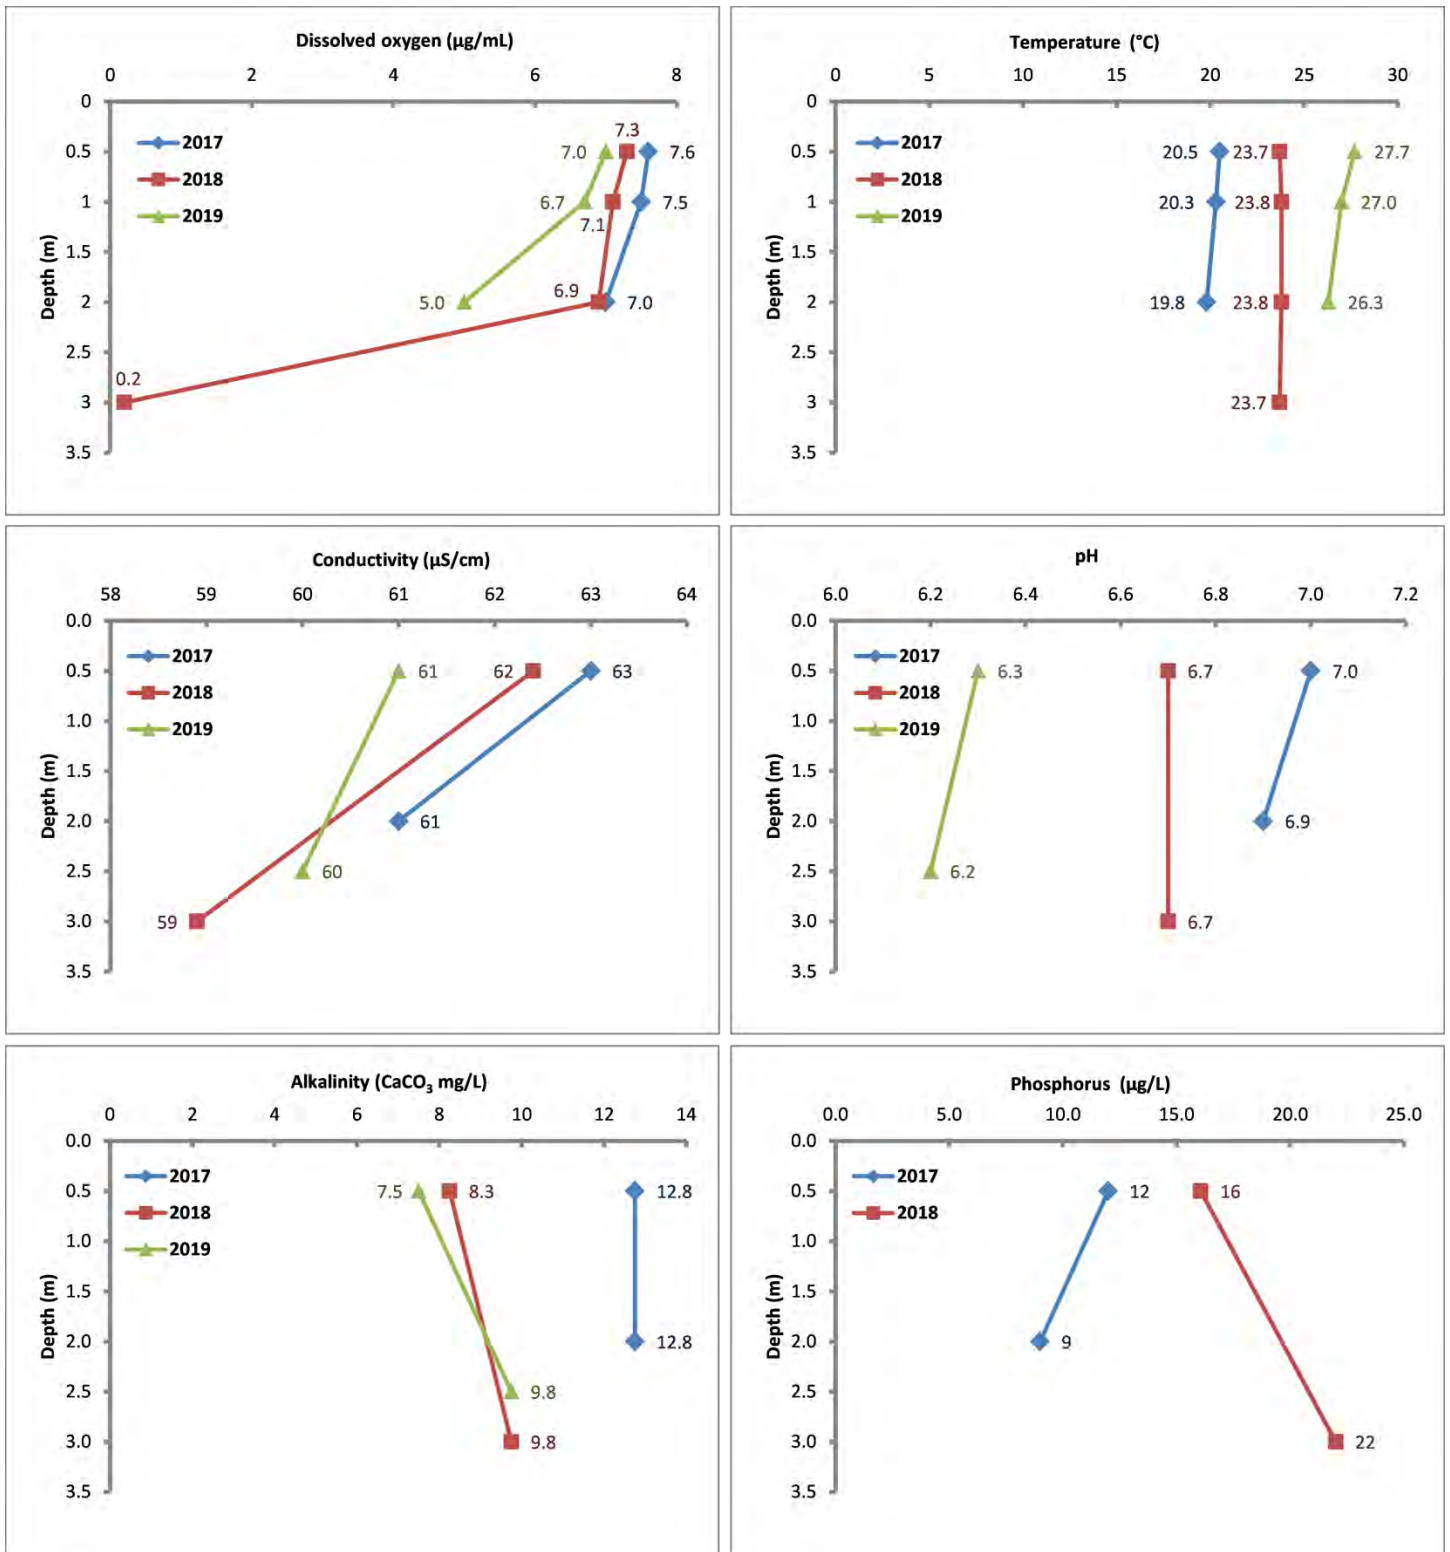 Dissolved oxygen (µg/mL)
0 2 4 6 8
0
0.5
1
1.5
2
2.5
3
3.5
Depth (m)
2017
2018
2019
7.0 7.3 7.6
6.7 7.1 7.5
5.0 6.9 7.0
0.2
Temperature (°C)
0 5 10 15 20 25 30
0
0.5
1
1.5
2
2.5
3
3.5
Depth (m)
2017
2018
2019
20.5 23.7 27.7
20.3 23.8 27.0
19.8 23.8 26.3
23.7
Conductivity (µS/cm)
58 59 60 61 62 63 64
0.0
0.5
1.0
1.5
2.0
2.5
3.0
3.5
Depth (m)
2017
2018
2019
61 62 63
61
60
59
pH
6.0 6.2 6.4 6.6 6.8 7.0 7.2
0.0
0.5
1.0
1.5
2.0
2.5
3.0
3.5
Depth (m)
2017
2018
2019
6.3 6.7 7.0
6.9
6.2
6.7
Alkalinity (CaCO₃ mg/L)
0 2 4 6 8 10 12 14
0.0
0.5
1.0
1.5
2.0
2.5
3.0
3.5
Depth (m)
2017
2018
2019
7.5 8.3 12.8
12.8
9.8
9.8
Phosphorus (µg/L)
0.0 5.0 10.0 15.0 20.0 25.0
0.0
0.5
1.0
1.5
2.0
2.5
3.0
3.5
Depth (m)
2017
2018
12 16
9
22